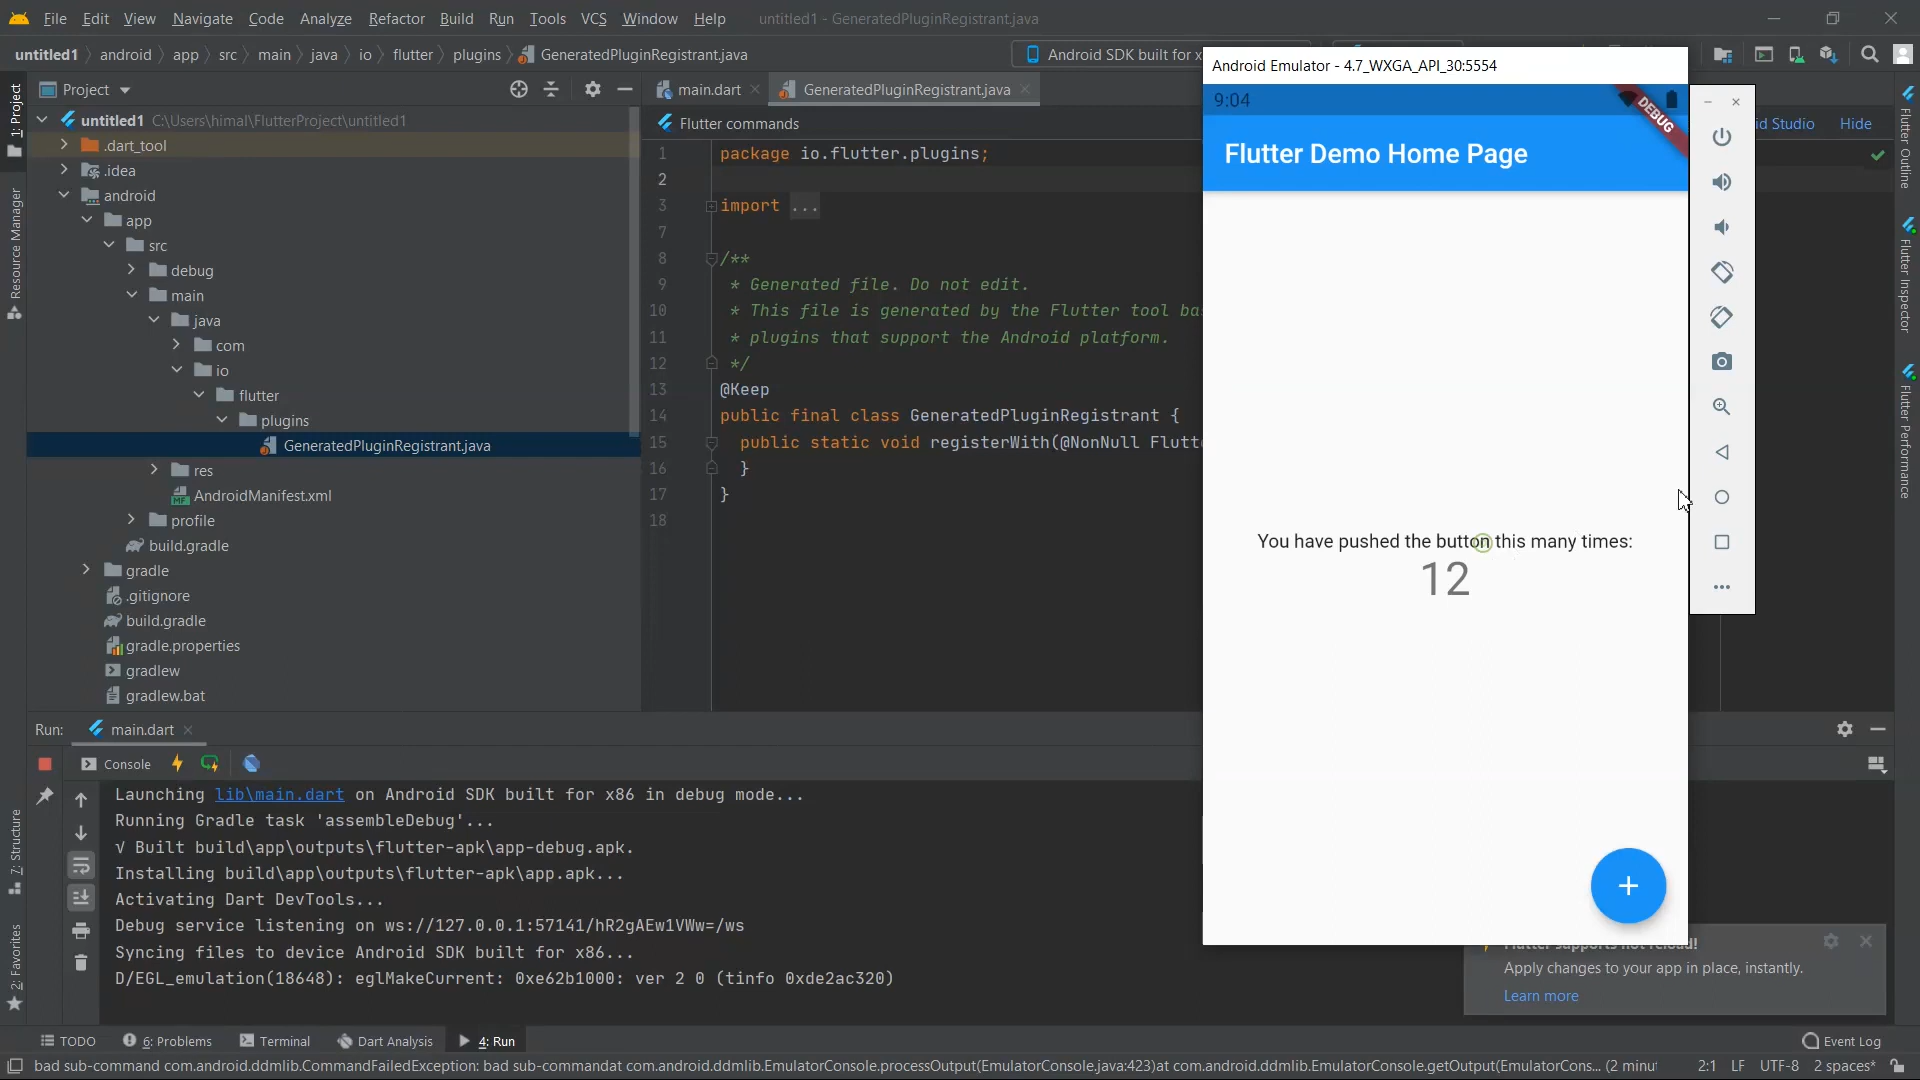 File Edit View Navigate Code Analyze Refactor Build Run Tools VCS Window Help untitled1 - GeneratedPluginRegistrant.java
untitled1 android app src main java io flutter plugins GeneratedPluginRegistrant.java Android SDK built for x
Android Emulator - 4.7_WXGA_API_30:5554
Project
main.dart GeneratedPluginRegistrant.java
Flutter commands
id Studio Hide
1: Project
Resource Manager
7: Structure
2: Favorites
untitled1 C:\Users\himal\FlutterProject\untitled1
.dart_tool
.idea
android
app
src
debug
main
java
com
io
flutter
plugins
GeneratedPluginRegistrant.java
res
AndroidManifest.xml
MF
profile
build.gradle
gradle
.gitignore
build.gradle
gradle.properties
gradlew
gradlew.bat
1 package io.flutter.plugins;
2
3 import ...
7
8 /**
9 * Generated file. Do not edit.
10 * This file is generated by the Flutter tool ba
11 * plugins that support the Android platform.
12 */
13 @Keep
14 public final class GeneratedPluginRegistrant {
15 public static void registerWith(@NonNull Flutt
16 }
17 }
18
9:04
DEBUG
Flutter Demo Home Page
You have pushed the button this many times:
12
+
Flutter Outline
Flutter Inspector
Flutter Performance
Run: main.dart
Console
Launching lib\main.dart on Android SDK built for x86 in debug mode...
Running Gradle task 'assembleDebug'...
√ Built build\app\outputs\flutter-apk\app-debug.apk.
Installing build\app\outputs\flutter-apk\app.apk...
Activating Dart DevTools...
Debug service listening on ws://127.0.0.1:57141/hR2gAEw1VWw=/ws
Syncing files to device Android SDK built for x86...
D/EGL_emulation(18648): eglMakeCurrent: 0xe62b1000: ver 2 0 (tinfo 0xde2ac320)
Flutter supports hot reload!
Apply changes to your app in place, instantly.
Learn more
TODO 6: Problems Terminal Dart Analysis 4: Run Event Log
bad sub-command com.android.ddmlib.CommandFailedException: bad sub-commandat com.android.ddmlib.EmulatorConsole.processOutput(EmulatorConsole.java:423)at com.android.ddmlib.EmulatorConsole.getOutput(EmulatorCons... (2 minut 2:1 LF UTF-8 2 spaces*